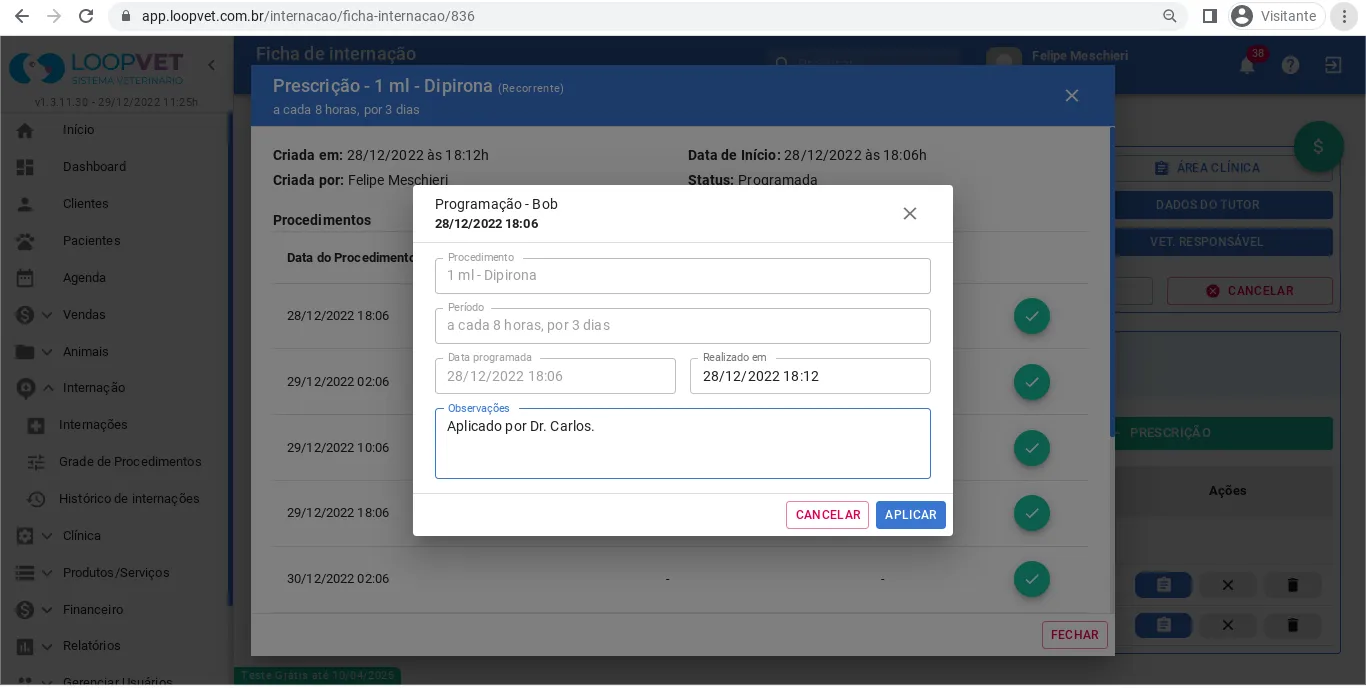 app.loopvet.com.br/internacao/ficha-internacao/836
Visitante
LOOPVET
SISTEMA VETERINÁRIO
v1.3.11.30 - 29/12/2022 11:25h
Ficha de internação
Felipe Meschieri
38
Início
Dashboard
Clientes
Pacientes
Agenda
Vendas
Animais
Internação
Internações
Grade de Procedimentos
Histórico de internações
Clínica
Produtos/Serviços
Financeiro
Relatórios
Gerenciar Usuários
Prescrição - 1 ml - Dipirona (Recorrente)
a cada 8 horas, por 3 dias
Criada em: 28/12/2022 às 18:12h
Data de Início: 28/12/2022 às 18:06h
Criada por: Felipe Meschieri
Status: Programada
Procedimentos
Data do Procedimento
28/12/2022 18:06
29/12/2022 02:06
29/12/2022 10:06
29/12/2022 18:06
30/12/2022 02:06 - -
FECHAR
Programação - Bob
28/12/2022 18:06
Procedimento
1 ml - Dipirona
Período
a cada 8 horas, por 3 dias
Data programada
28/12/2022 18:06
Realizado em
28/12/2022 18:12
Observações
Aplicado por Dr. Carlos.
CANCELAR APLICAR
$
ÁREA CLÍNICA
DADOS DO TUTOR
VET. RESPONSÁVEL
CANCELAR
PRESCRIÇÃO
Ações
Teste Grátis até 10/04/2026